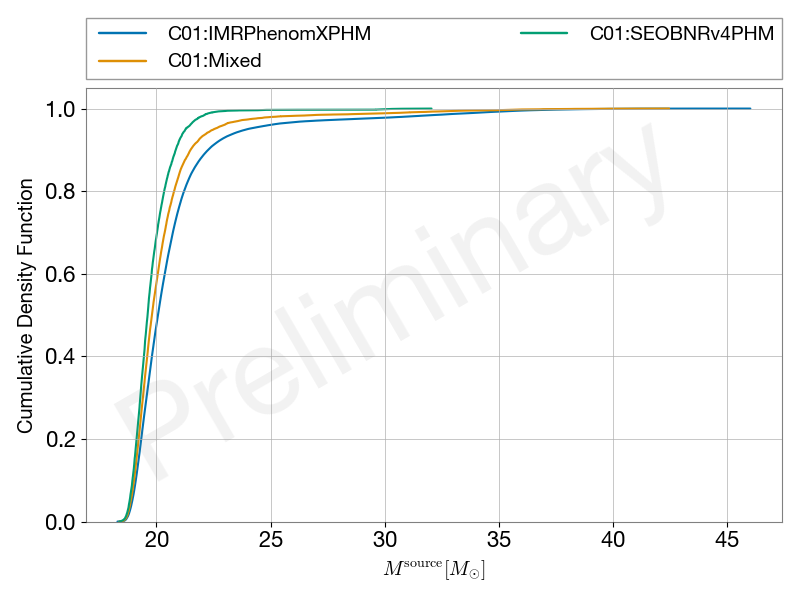 C01:IMRPhenomXPHM
C01:Mixed
C01:SEOBNRv4PHM
1.0
0.8
0.6
0.4
0.2
0.0
Cumulative Density Function
Preliminary
20 25 30 35 40 45
M^source [M_⊙]